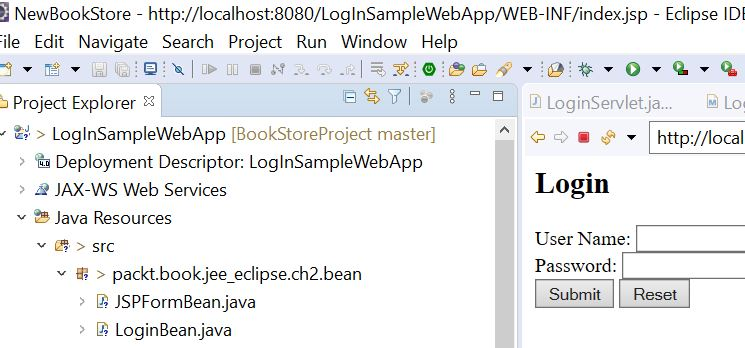 NewBookStore - http://localhost:8080/LogInSampleWebApp/WEB-INF/index.jsp - Eclipse IDE
File Edit Navigate Search Project Run Window Help
Project Explorer
LoginServlet.ja...
Lo
> LogInSampleWebApp [BookStoreProject master]
http://local
Deployment Descriptor: LogInSampleWebApp
JAX-WS Web Services
Java Resources
> src
> packt.book.jee_eclipse.ch2.bean
JSPFormBean.java
LoginBean.java
Login
User Name:
Password:
Submit Reset